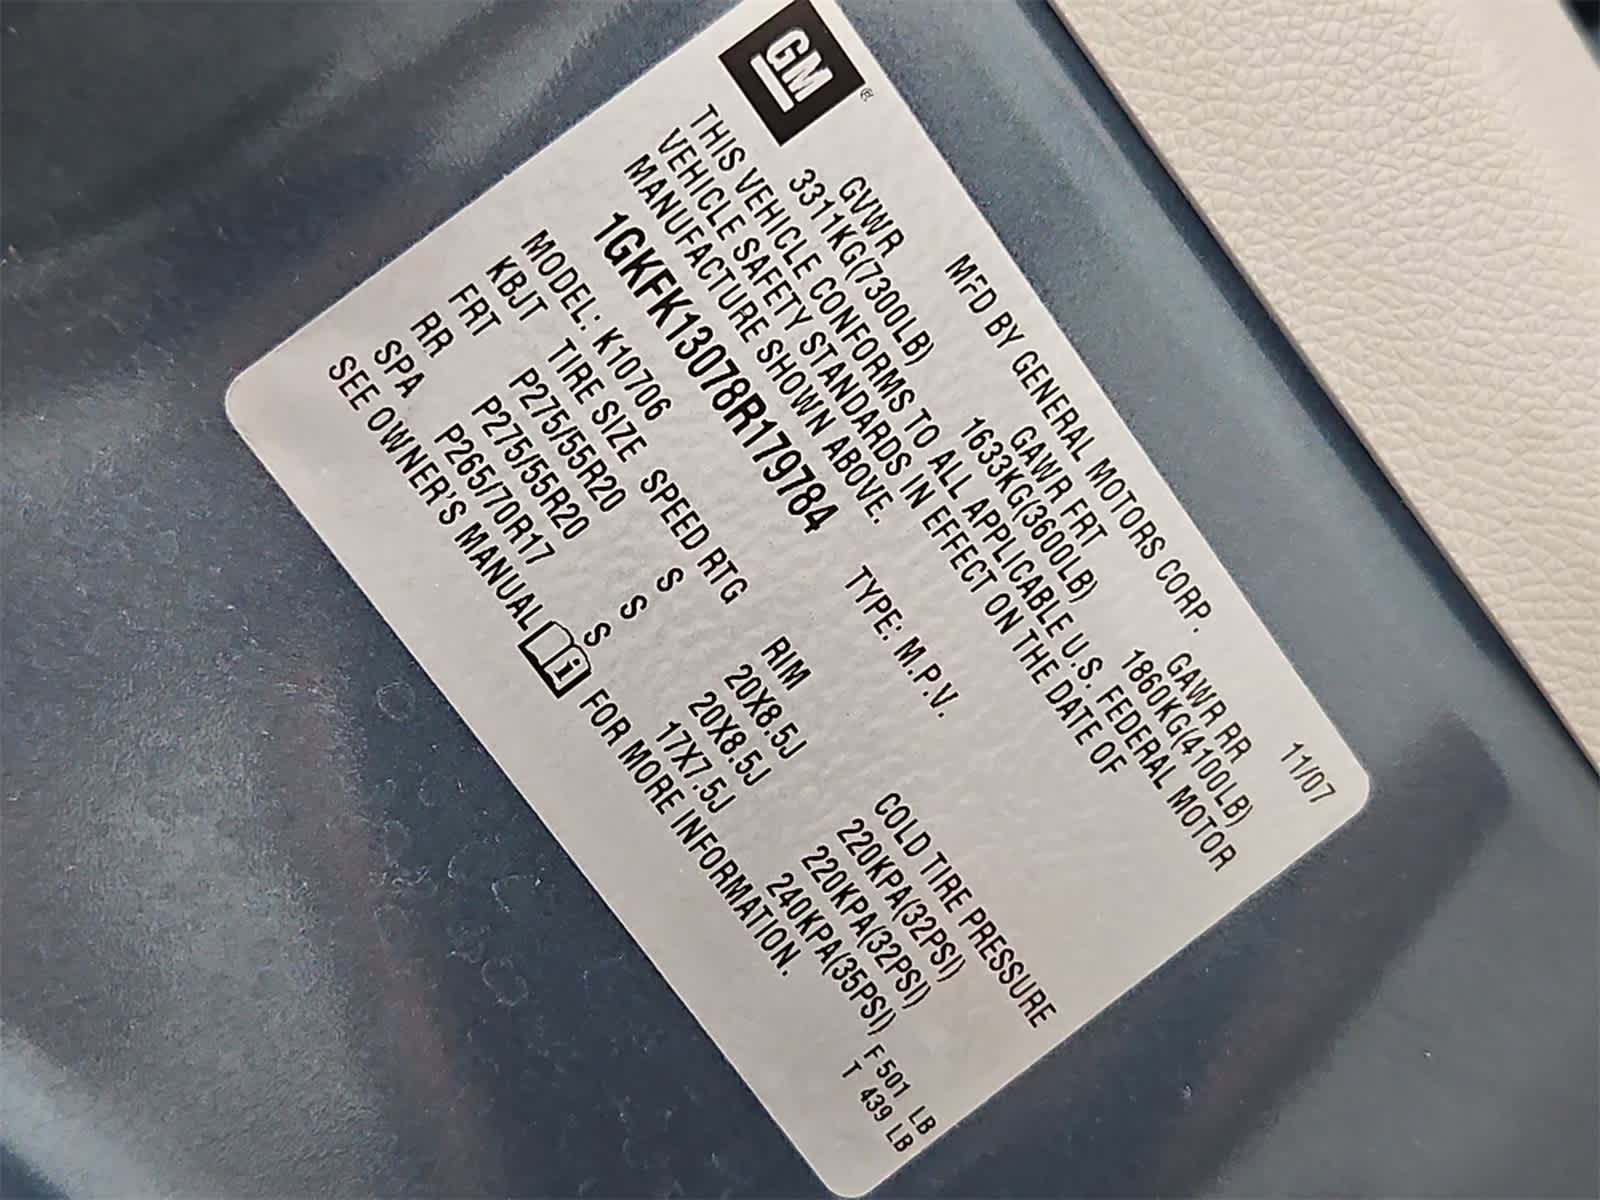 GM®
MFD BY GENERAL MOTORS CORP. 11/07
GVWR GAWR FRT GAWR RR
3311KG(7300LB) 1633KG(3600LB) 1860KG(4100LB)
THIS VEHICLE CONFORMS TO ALL APPLICABLE U.S. FEDERAL MOTOR
VEHICLE SAFETY STANDARDS IN EFFECT ON THE DATE OF
MANUFACTURE SHOWN ABOVE.
1GKFK13078R179784 TYPE: M.P.V.
MODEL: K10706
KBJT TIRE SIZE SPEED RTG RIM COLD TIRE PRESSURE
FRT P275/55R20 S 20X8.5J 220KPA(32PSI)
RR P275/55R20 S 20X8.5J 220KPA(32PSI)
SPA P265/70R17 S 17X7.5J 240KPA(35PSI)
SEE OWNER'S MANUAL i FOR MORE INFORMATION.
F 501 LB
T 439 LB